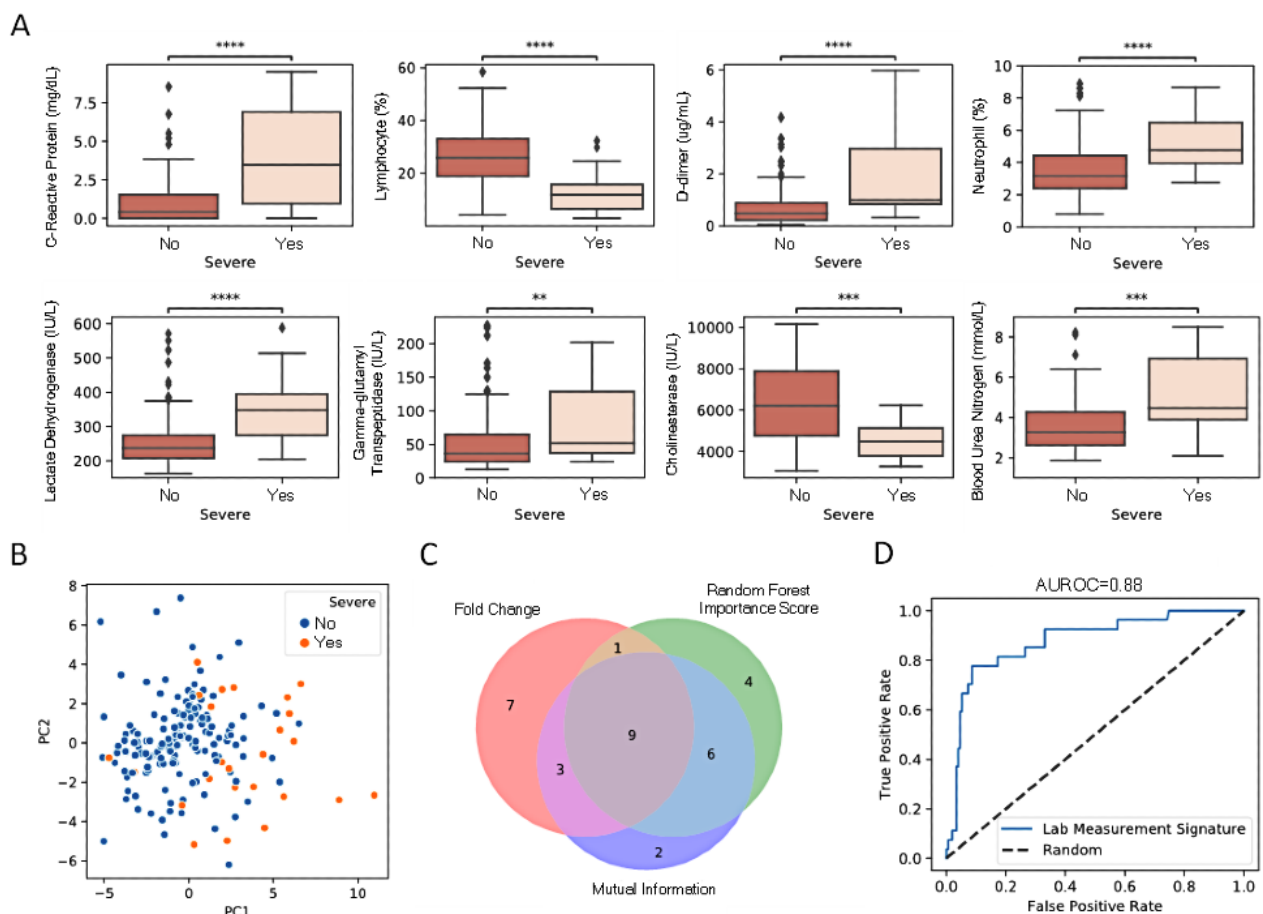 A
****
****
****
****
C-Reactive Protein (mg/dL)
7.5
5.0
2.5
0.0
No
Yes
Severe
Lymphocyte (%)
60
40
20
No
Yes
Severe
D-dimer (ug/mL)
6
4
2
0
No
Yes
Severe
Neutrophil (%)
10
8
6
4
2
0
No
Yes
Severe
****
**
***
***
Lactate Dehydrogenase (IU/L)
600
500
400
300
200
No
Yes
Severe
Gamma-glutamyl
Transpeptidase (IU/L)
200
150
100
50
0
No
Yes
Severe
Cholinesterase (IU/L)
10000
8000
6000
4000
No
Yes
Severe
Blood Urea Nitrogen (mmol/L)
8
6
4
2
No
Yes
Severe
B
Severe
No
Yes
PC2
8
6
4
2
0
−2
−4
−6
−5
0
5
10
PC1
C
Fold Change
Random Forest
Importance Score
1
7
4
9
3
6
2
Mutual Information
D
AUROC=0.88
True Positive Rate
1.0
0.8
0.6
0.4
0.2
0.0
Lab Measurement Signature
Random
0.0
0.2
0.4
0.6
0.8
1.0
False Positive Rate